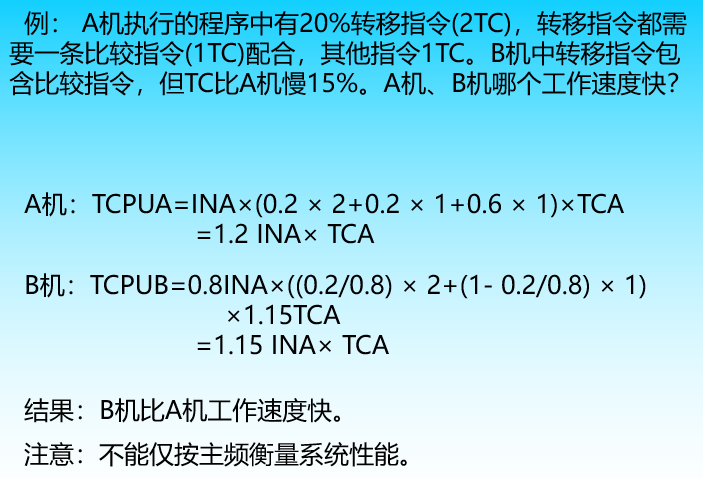 例： A机执行的程序中有20%转移指令(2TC)，转移指令都需
要一条比较指令(1TC)配合，其他指令1TC。B机中转移指令包
含比较指令，但TC比A机慢15%。A机、B机哪个工作速度快？
A机：TCPUA=INA×(0.2 × 2+0.2 × 1+0.6 × 1)×TCA
=1.2 INA× TCA
B机：TCPUB=0.8INA×((0.2/0.8) × 2+(1- 0.2/0.8) × 1)
×1.15TCA
=1.15 INA× TCA
结果：B机比A机工作速度快。
注意：不能仅按主频衡量系统性能。